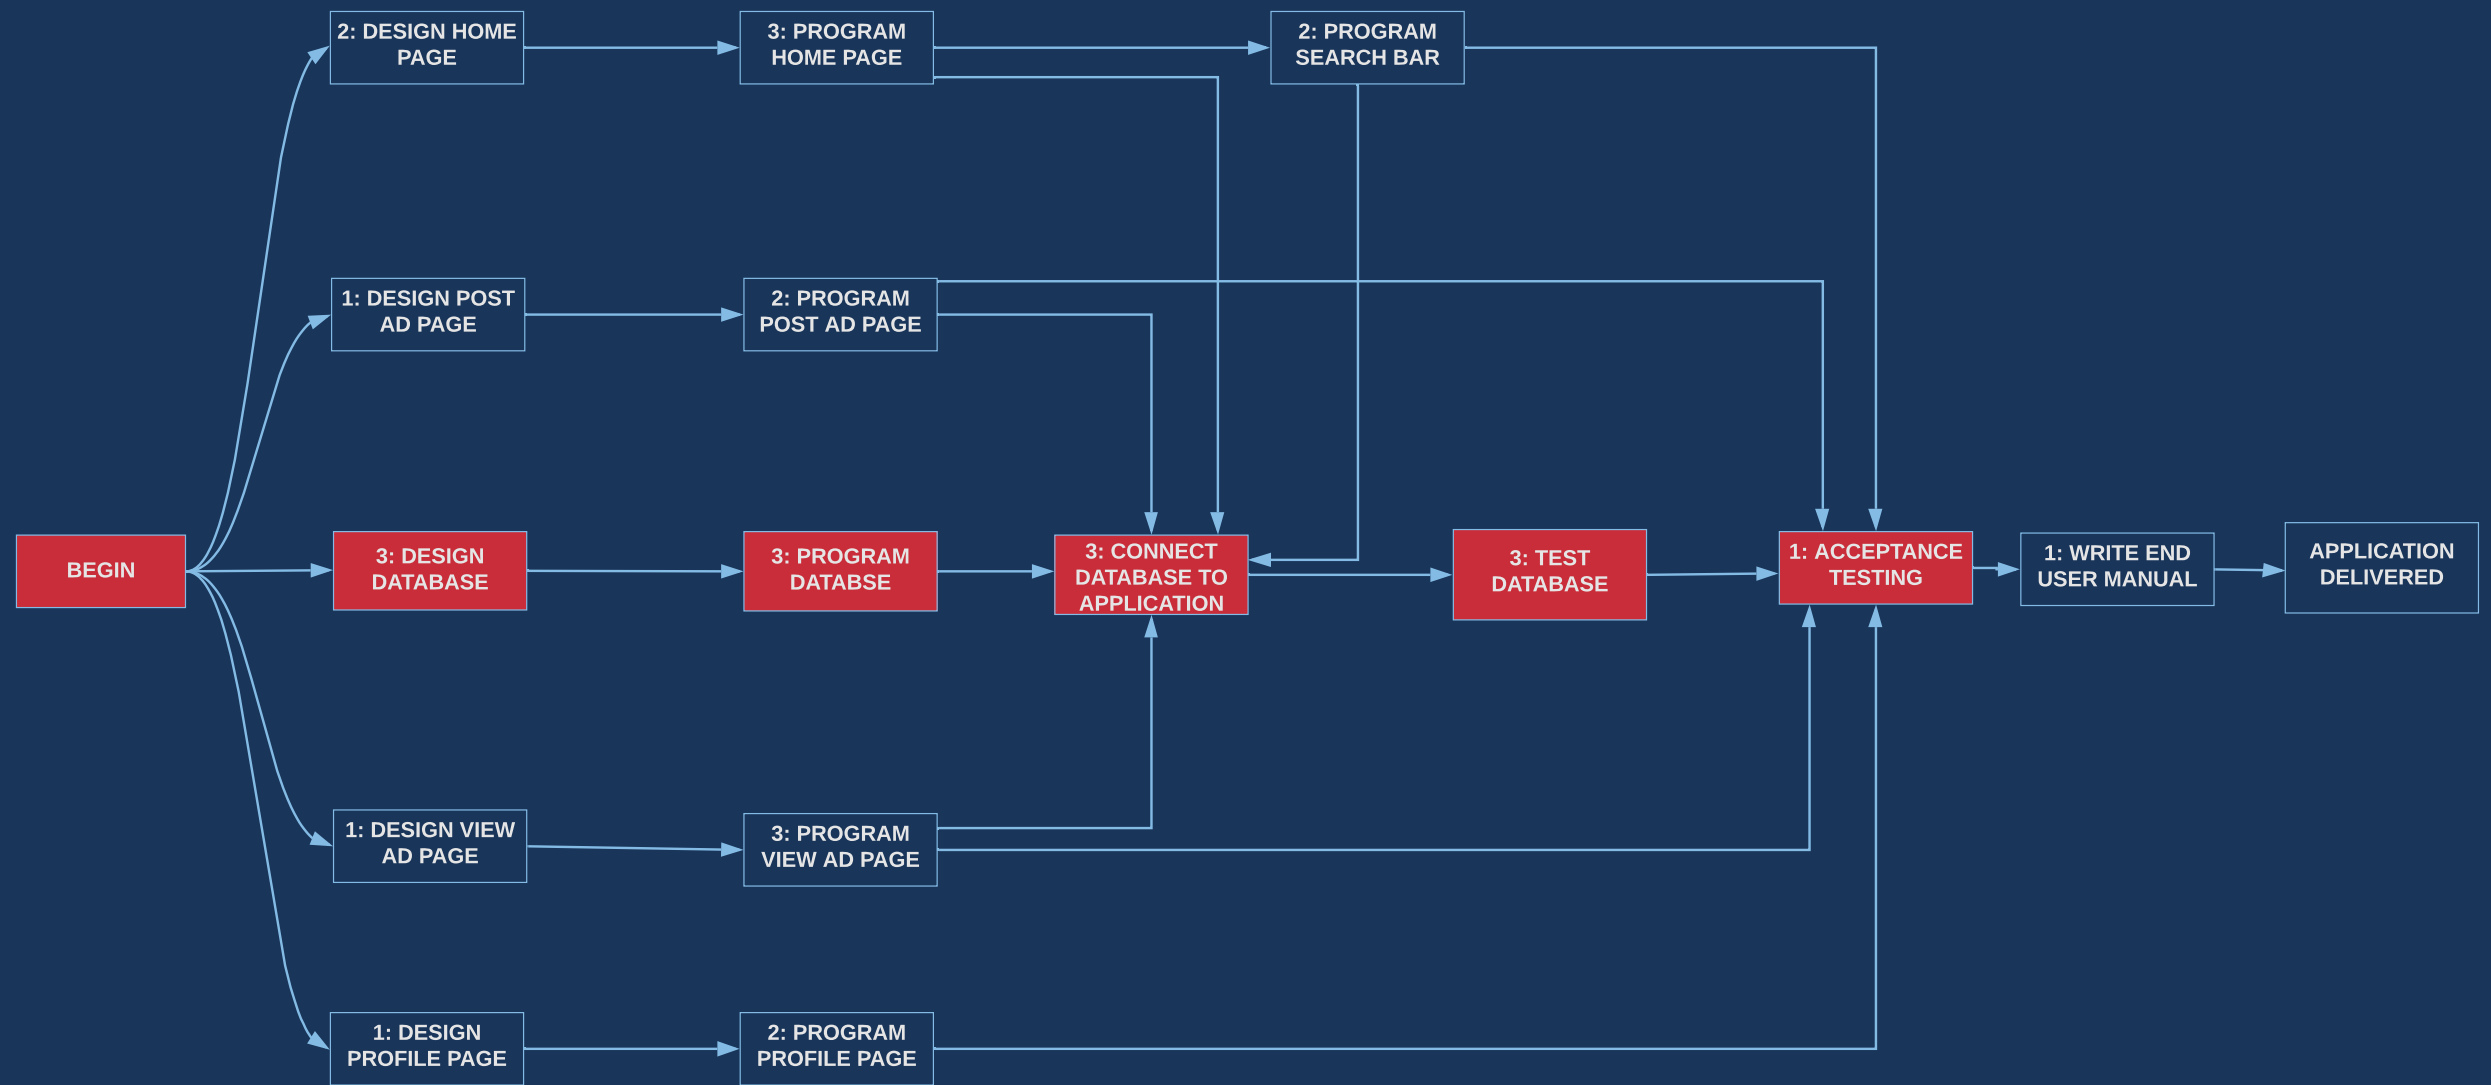 2: DESIGN HOME
PAGE
3: PROGRAM
HOME PAGE
2: PROGRAM
SEARCH BAR
1: DESIGN POST
AD PAGE
2: PROGRAM
POST AD PAGE
BEGIN
3: DESIGN
DATABASE
3: PROGRAM
DATABSE
3: CONNECT
DATABASE TO
APPLICATION
3: TEST
DATABASE
1: ACCEPTANCE
TESTING
1: WRITE END
USER MANUAL
APPLICATION
DELIVERED
1: DESIGN VIEW
AD PAGE
3: PROGRAM
VIEW AD PAGE
1: DESIGN
PROFILE PAGE
2: PROGRAM
PROFILE PAGE